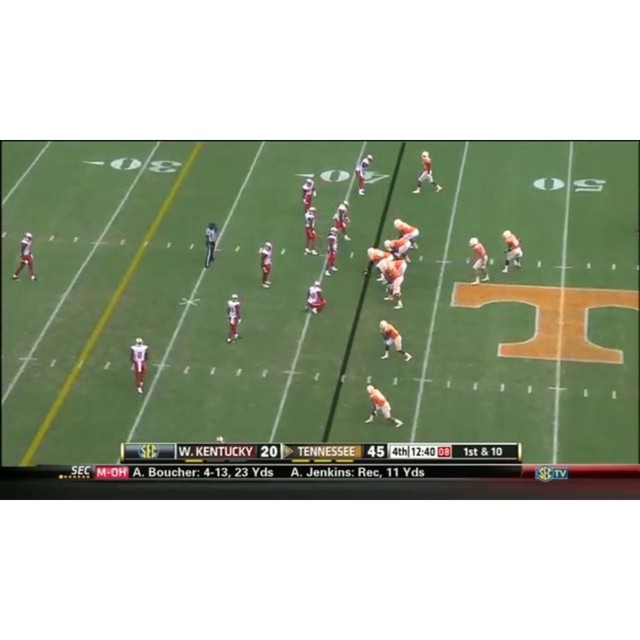 30
40
50
T
SEC W. KENTUCKY 20 TENNESSEE 45 4th 12:40 08 1st & 10
SEC M-OH A. Boucher: 4-13, 23 Yds A. Jenkins: Rec, 11 Yds SEC TV